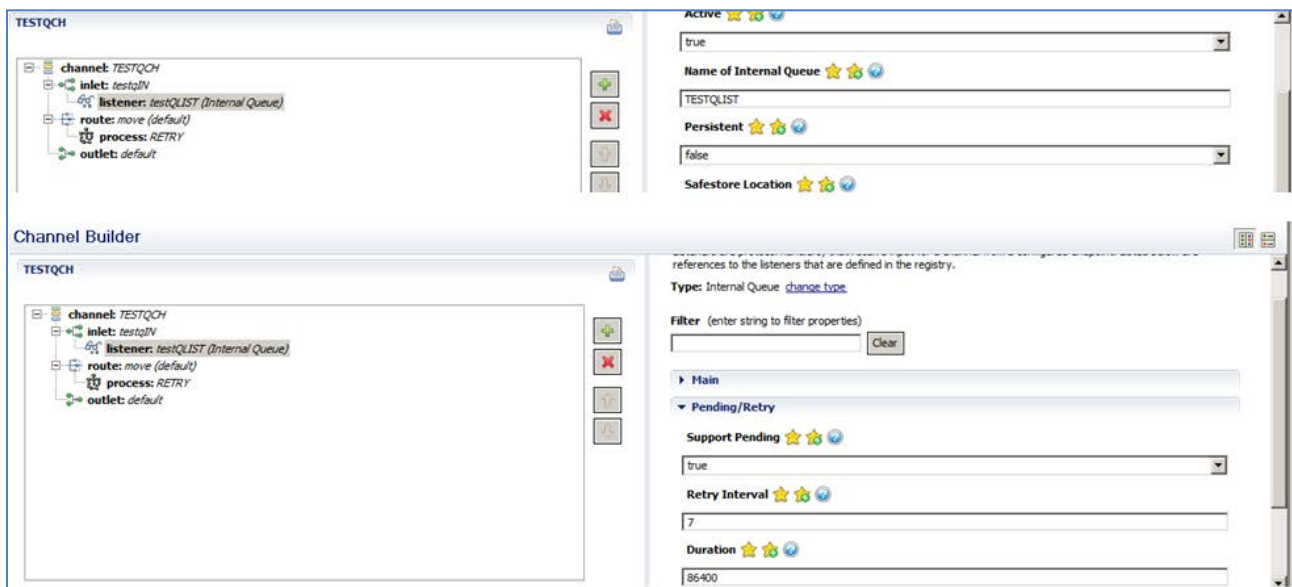 TESTQCH
channel: TESTQCH
inlet: testqIN
listener: testQLIST (Internal Queue)
route: move (default)
process: RETRY
outlet: default
Active
true
Name of Internal Queue
TESTQLIST
Persistent
false
Safestore Location
Channel Builder
TESTQCH
channel: TESTQCH
inlet: testqIN
listener: testQLIST (Internal Queue)
route: move (default)
process: RETRY
outlet: default
references to the listeners that are defined in the registry.
Type: Internal Queue change type
Filter (enter string to filter properties)
Clear
Main
Pending/Retry
Support Pending
true
Retry Interval
7
Duration
86400